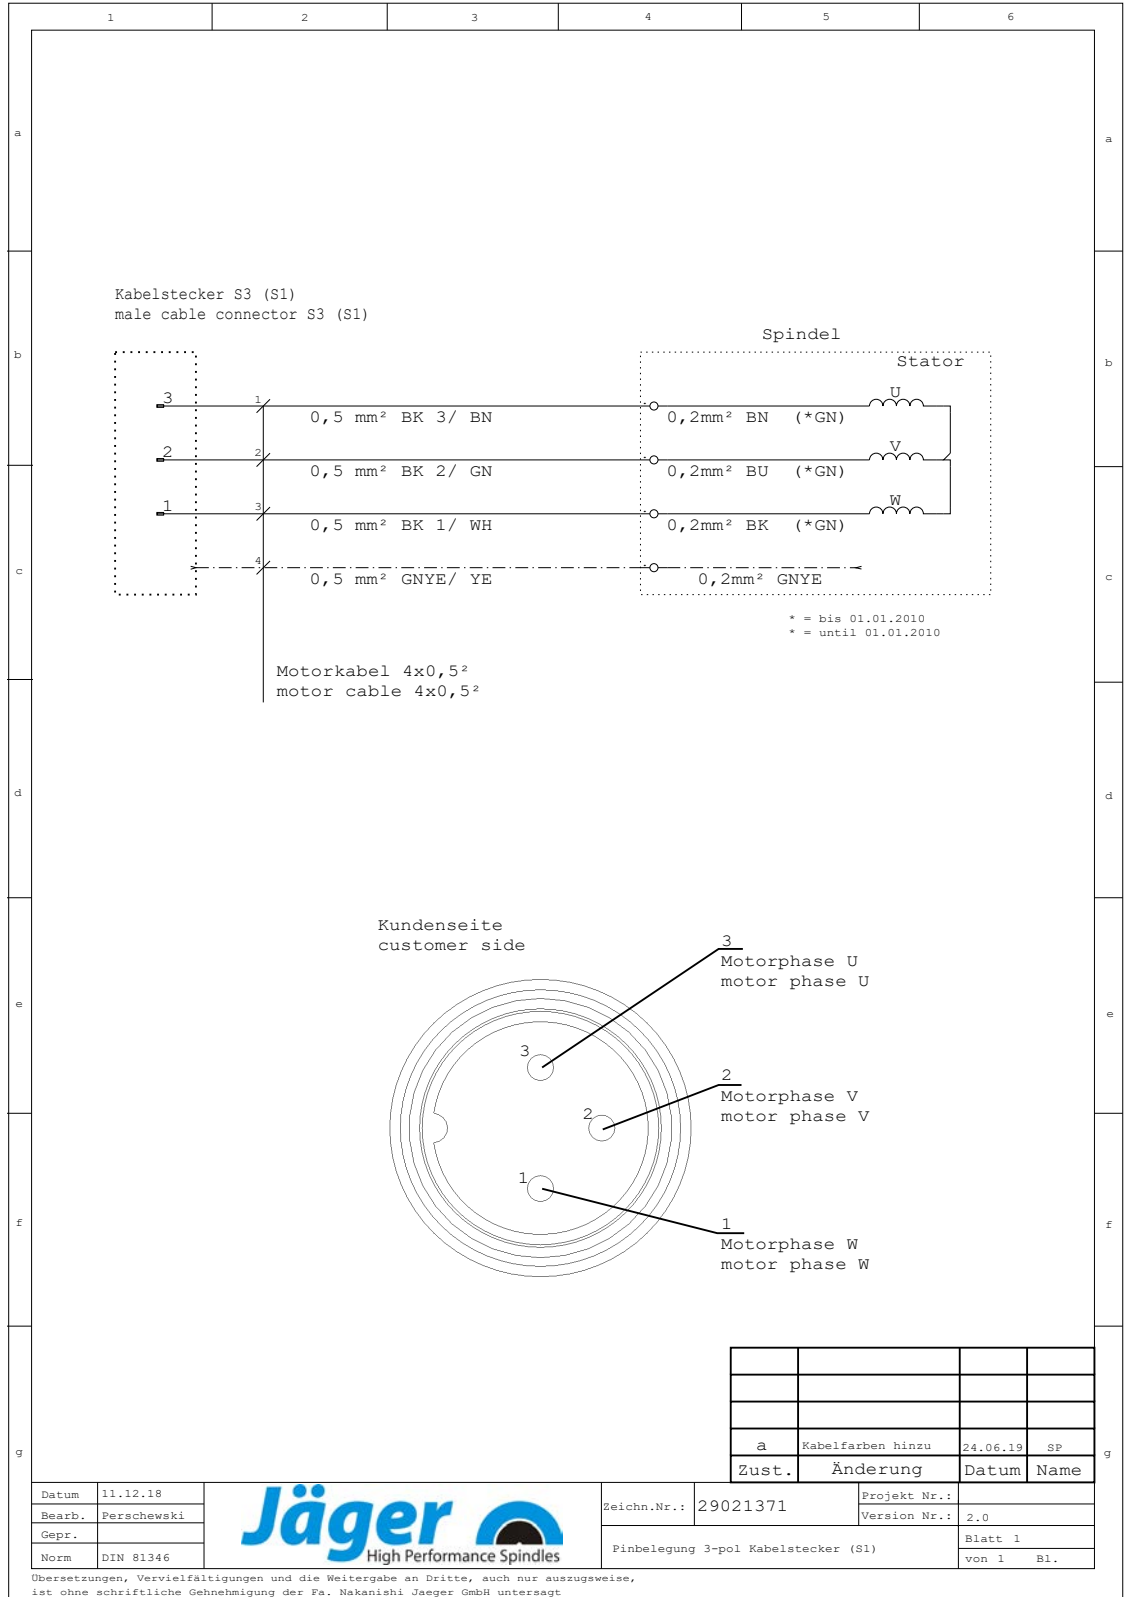 1 2 3 4 5 6
a a
Kabelstecker S3 (S1)
male cable connector S3 (S1)
Spindel
b b
Stator
3 1 U
0,5 mm² BK 3/ BN 0,2mm² BN (*GN)
2 2 V
0,5 mm² BK 2/ GN 0,2mm² BU (*GN)
1 3 W
0,5 mm² BK 1/ WH 0,2mm² BK (*GN)
4
c c
0,5 mm² GNYE/ YE 0,2mm² GNYE
* = bis 01.01.2010
* = until 01.01.2010
Motorkabel 4x0,5²
motor cable 4x0,5²
d d
Kundenseite
customer side
3
Motorphase U
motor phase U
e e
3
2
Motorphase V
motor phase V
2
1
1
Motorphase W
motor phase W
f f
g g
a Kabelfarben hinzu 24.06.19 SP
Zust. Änderung Datum Name
Datum 11.12.18
Bearb. Perschewski
Gepr.
Norm DIN 81346
Jäger
High Performance Spindles
Zeichn.Nr.: 29021371
Projekt Nr.:
Version Nr.: 2.0
Pinbelegung 3-pol Kabelstecker (S1)
Blatt 1
von 1 Bl.
Übersetzungen, Vervielfältigungen und die Weitergabe an Dritte, auch nur auszugsweise,
ist ohne schriftliche Gehnehmigung der Fa. Nakanishi Jaeger GmbH untersagt